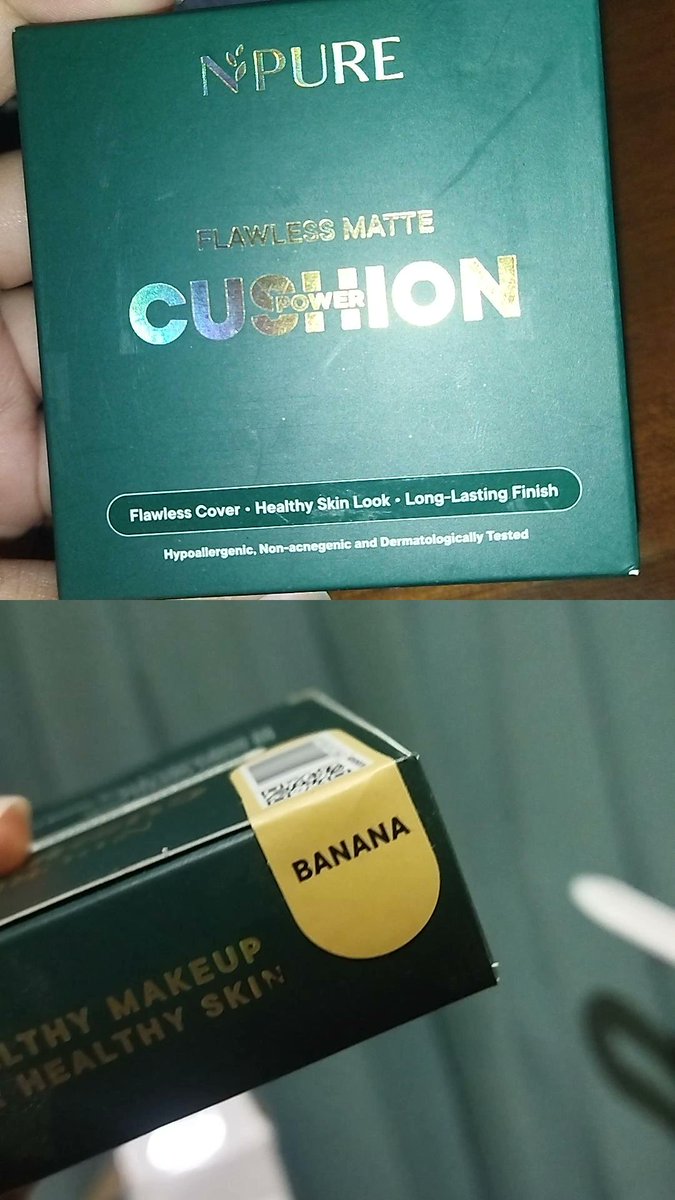 NPURE
FLAWLESS MATTE
CUSHION
POWER
Flawless Cover • Healthy Skin Look • Long-Lasting Finish
Hypoallergenic, Non-acnegenic and Dermatologically Tested
BANANA
LTHY MAKEUP
HEALTHY SKIN